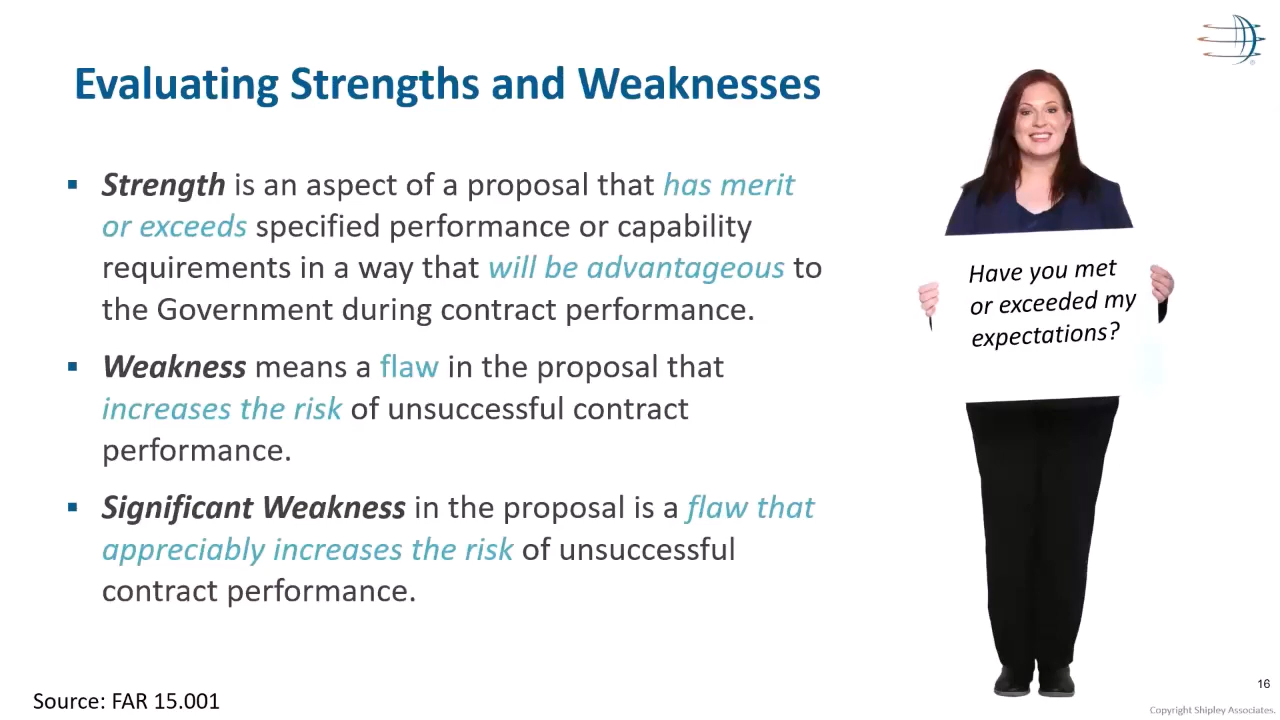 Evaluating Strengths and Weaknesses
▪ Strength is an aspect of a proposal that has merit
or exceeds specified performance or capability
requirements in a way that will be advantageous to
the Government during contract performance.
▪ Weakness means a flaw in the proposal that
increases the risk of unsuccessful contract
performance.
▪ Significant Weakness in the proposal is a flaw that
appreciably increases the risk of unsuccessful
contract performance.
Have you met
or exceeded my
expectations?
Source: FAR 15.001
16
Copyright Shipley Associates.